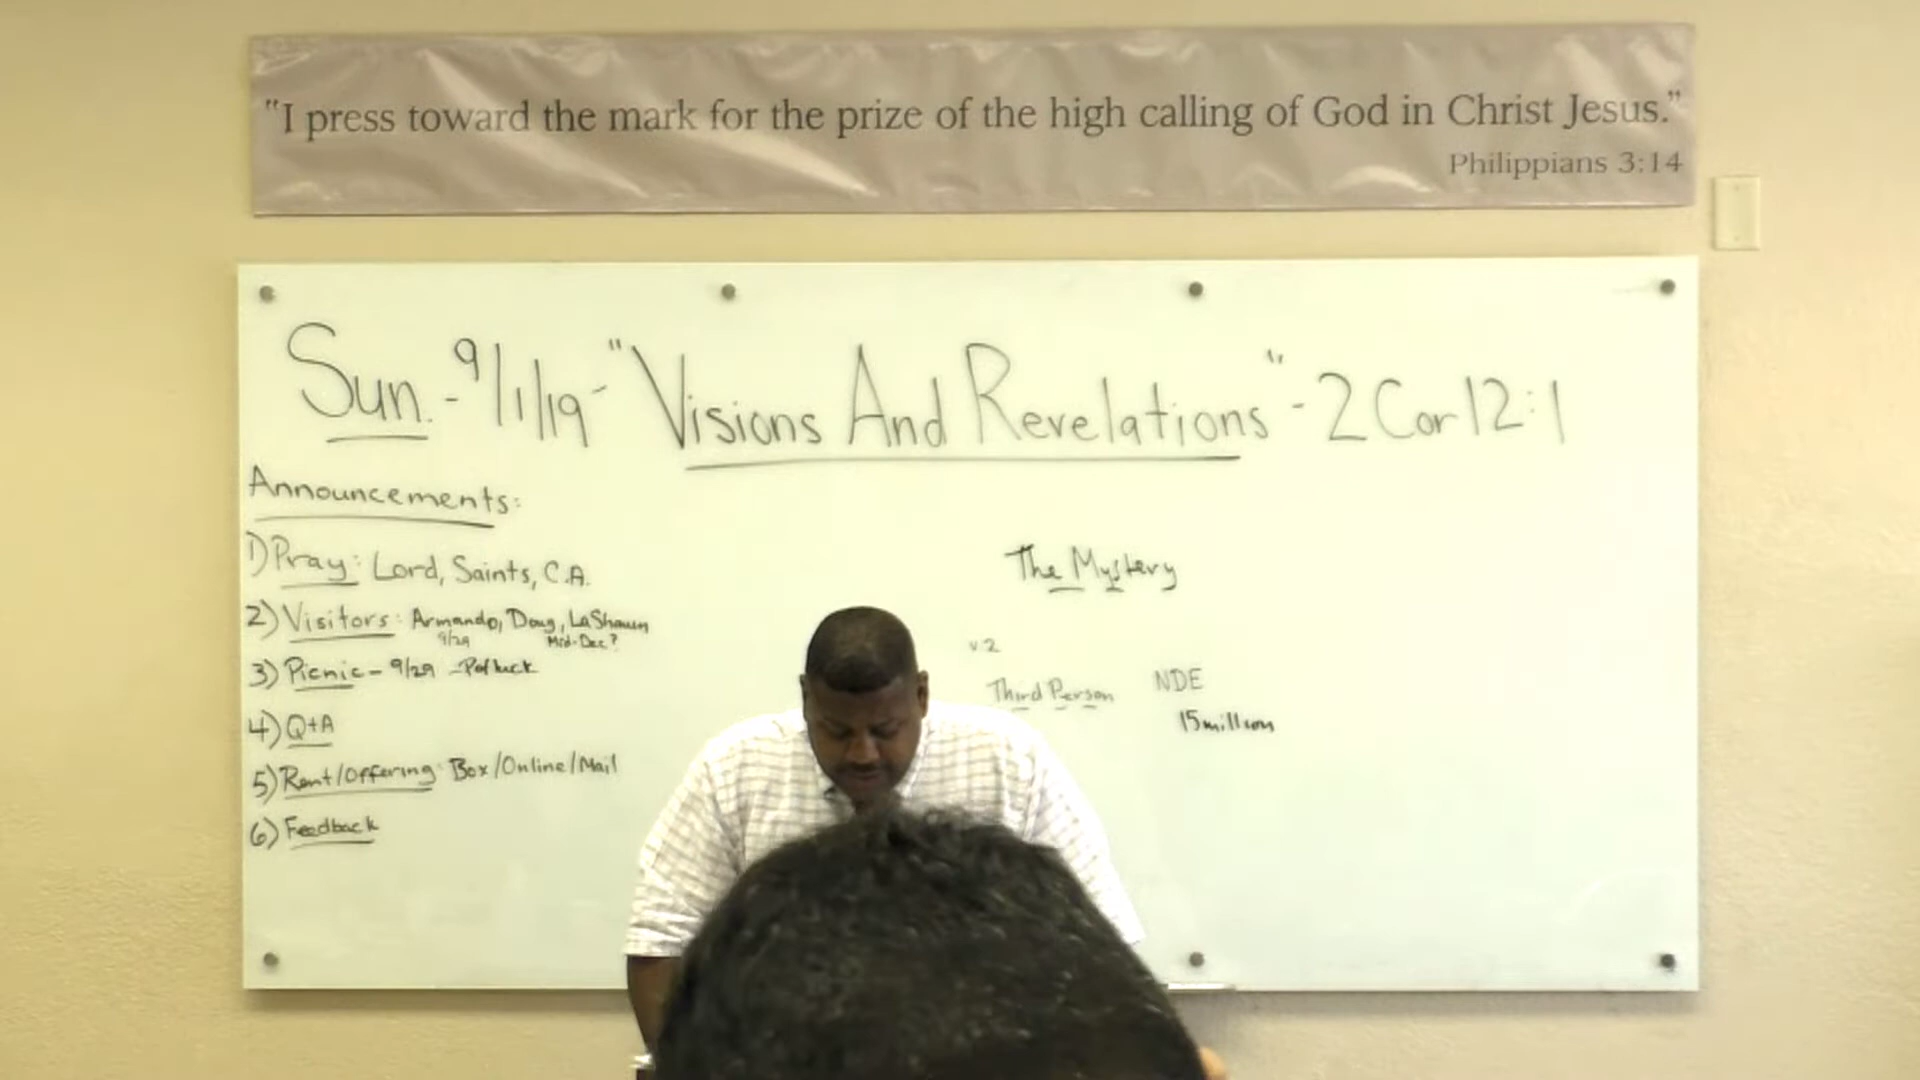 "I press toward the mark for the prize of the high calling of God in Christ Jesus."
Philippians 3:14
Sun. - 9/1/19 - "Visions And Revelations" - 2 Cor 12:1
Announcements:
1) Pray: Lord, Saints, C.A.
2) Visitors: Armando, Doug, LaShaun
9/29 Mid-Dec?
3) Picnic - 9/29 - Potluck
4) Q+A
5) Rent/Offering: Box/Online/Mail
6) Feedback
The Mystery
v.2
Third Person NDE
15 million